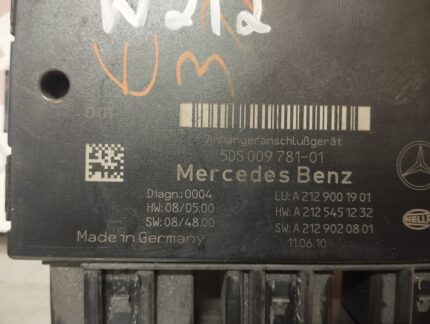 W212
001
Anhängeranschlußgerät
5DS 009 781-01
Mercedes Benz
Diagn.: 0004
HW: 08/05.00
SW: 08/48.00
LU: A 212 900 19 01
HW: A 212 545 12 32
SW: A 212 902 08 01
Made in Germany
11.06.10
HELLA